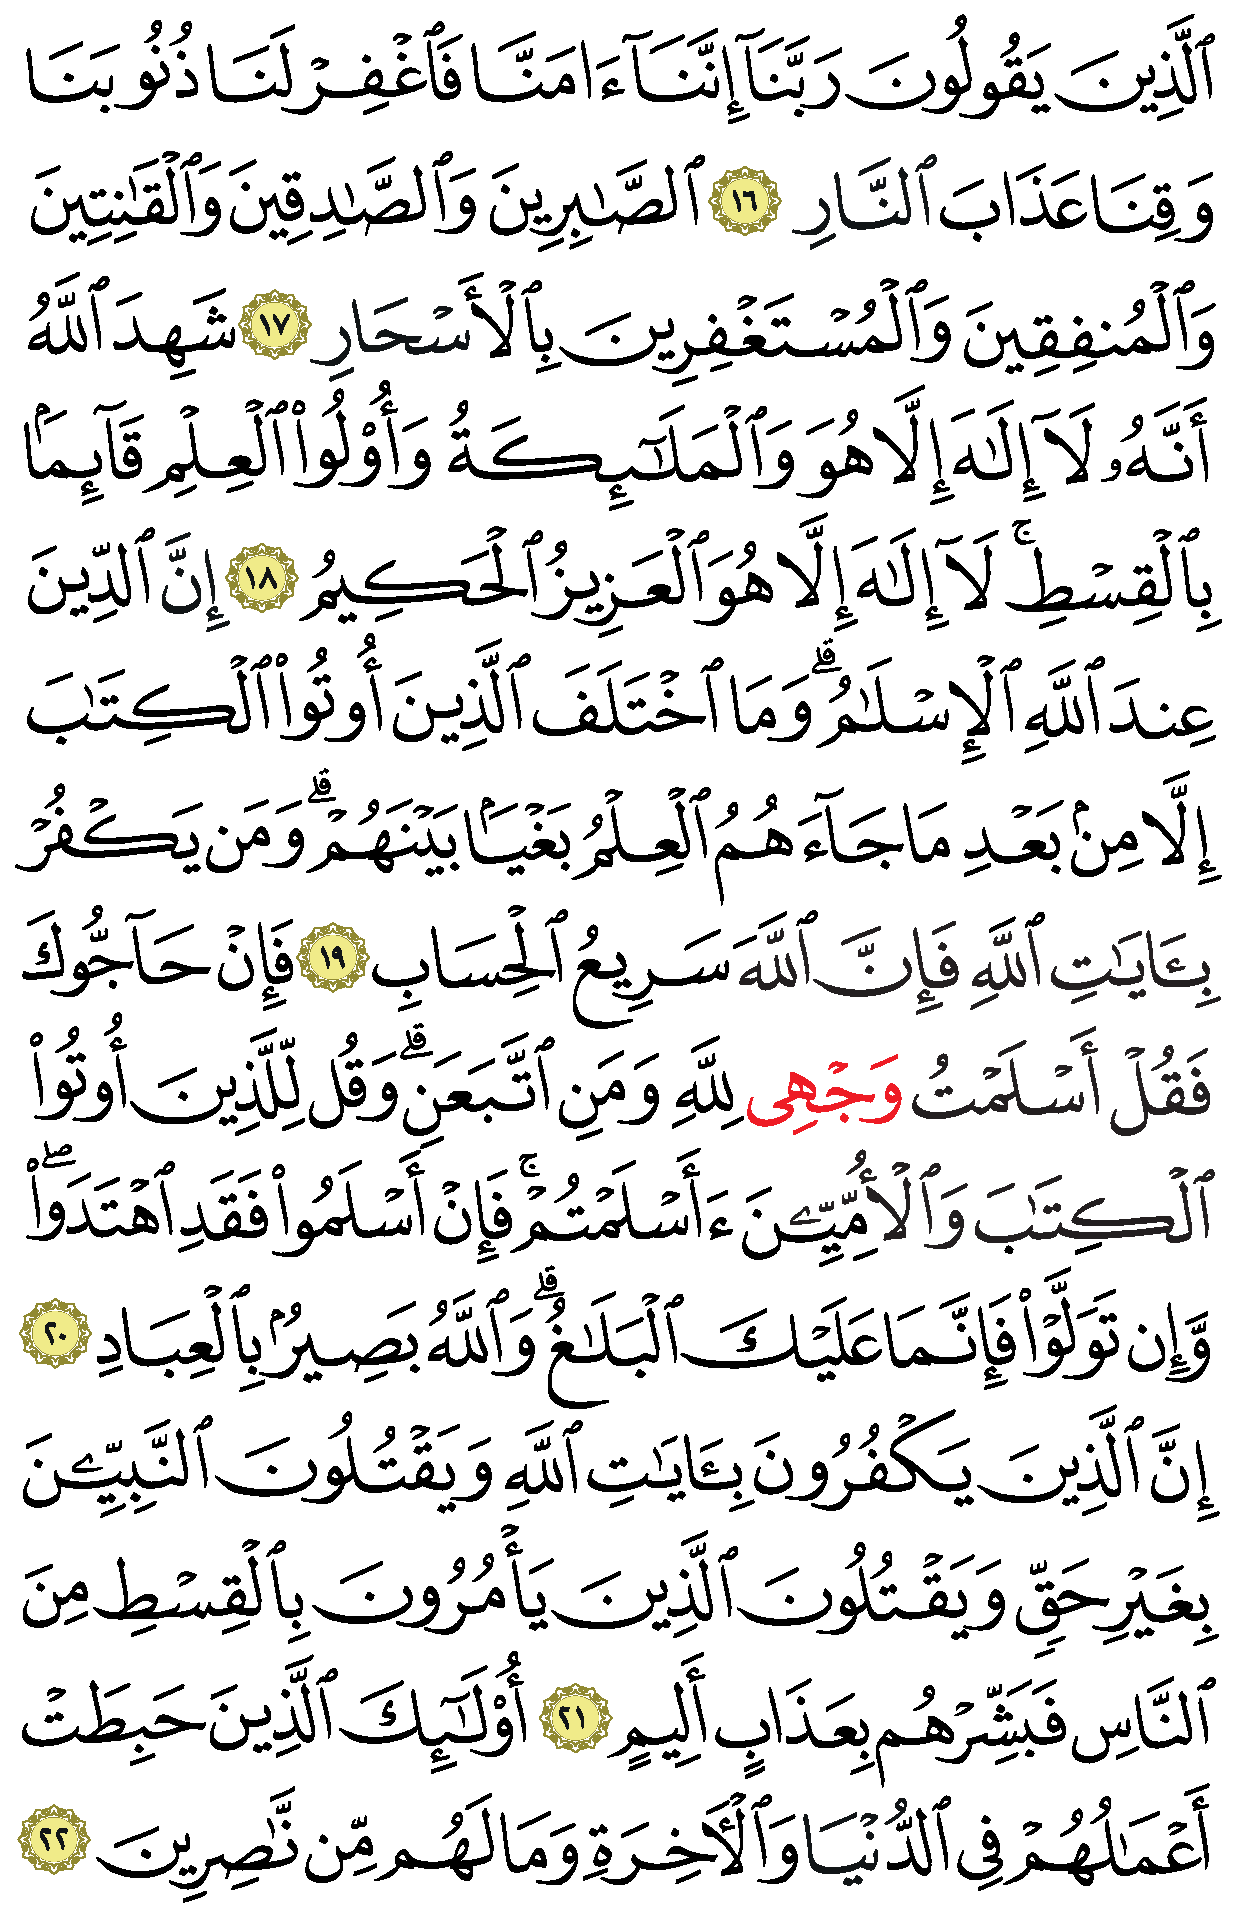 ٱلَّذِينَ يَقُولُونَ رَبَّنَآ إِنَّنَآ ءَامَنَّا فَٱغْفِرْ لَنَا ذُنُوبَنَا
وَقِنَا عَذَابَ ٱلنَّارِ ١٦ ٱلصَّٰبِرِينَ وَٱلصَّٰدِقِينَ وَٱلْقَٰنِتِينَ
وَٱلْمُنفِقِينَ وَٱلْمُسْتَغْفِرِينَ بِٱلْأَسْحَارِ ١٧ شَهِدَ ٱللَّهُ
أَنَّهُۥ لَآ إِلَٰهَ إِلَّا هُوَ وَٱلْمَلَٰٓئِكَةُ وَأُو۟لُوا۟ ٱلْعِلْمِ قَآئِمَۢا
بِٱلْقِسْطِ ۚ لَآ إِلَٰهَ إِلَّا هُوَ ٱلْعَزِيزُ ٱلْحَكِيمُ ١٨ إِنَّ ٱلدِّينَ
عِندَ ٱللَّهِ ٱلْإِسْلَٰمُ ۗ وَمَا ٱخْتَلَفَ ٱلَّذِينَ أُوتُوا۟ ٱلْكِتَٰبَ
إِلَّا مِنۢ بَعْدِ مَا جَآءَهُمُ ٱلْعِلْمُ بَغْيَۢا بَيْنَهُمْ ۗ وَمَن يَكْفُرْ
بِـَٔايَٰتِ ٱللَّهِ فَإِنَّ ٱللَّهَ سَرِيعُ ٱلْحِسَابِ ١٩ فَإِنْ حَآجُّوكَ
فَقُلْ أَسْلَمْتُ وَجْهِىَ لِلَّهِ وَمَنِ ٱتَّبَعَنِ ۗ وَقُل لِّلَّذِينَ أُوتُوا۟
ٱلْكِتَٰبَ وَٱلْأُمِّيِّـۧنَ ءَأَسْلَمْتُمْ ۚ فَإِنْ أَسْلَمُوا۟ فَقَدِ ٱهْتَدَوا۟ ۖ
وَّإِن تَوَلَّوْا۟ فَإِنَّمَا عَلَيْكَ ٱلْبَلَٰغُ ۗ وَٱللَّهُ بَصِيرٌۢ بِٱلْعِبَادِ ٢٠
إِنَّ ٱلَّذِينَ يَكْفُرُونَ بِـَٔايَٰتِ ٱللَّهِ وَيَقْتُلُونَ ٱلنَّبِيِّـۧنَ
بِغَيْرِ حَقٍّ وَيَقْتُلُونَ ٱلَّذِينَ يَأْمُرُونَ بِٱلْقِسْطِ مِنَ
ٱلنَّاسِ فَبَشِّرْهُم بِعَذَابٍ أَلِيمٍ ٢١ أُو۟لَٰٓئِكَ ٱلَّذِينَ حَبِطَتْ
أَعْمَٰلُهُمْ فِى ٱلدُّنْيَا وَٱلْـَٔاخِرَةِ وَمَا لَهُم مِّن نَّٰصِرِينَ ٢٢